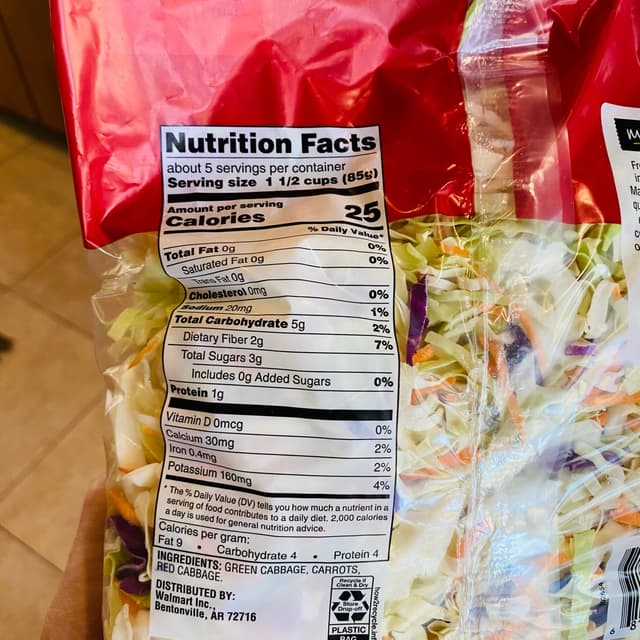 Nutrition Facts
about 5 servings per container
Serving size 1 1/2 cups (85g)
Amount per serving
Calories 25
% Daily Value*
Total Fat 0g 0%
Saturated Fat 0g 0%
Trans Fat 0g
Cholesterol 0mg 0%
Sodium 20mg 1%
Total Carbohydrate 5g 2%
Dietary Fiber 2g 7%
Total Sugars 3g
Includes 0g Added Sugars 0%
Protein 1g
Vitamin D 0mcg 0%
Calcium 30mg 2%
Iron 0.4mg 2%
Potassium 160mg 4%
* The % Daily Value (DV) tells you how much a nutrient in a
serving of food contributes to a daily diet. 2,000 calories
a day is used for general nutrition advice.
Calories per gram:
Fat 9 • Carbohydrate 4 • Protein 4
INGREDIENTS: GREEN CABBAGE, CARROTS,
RED CABBAGE.
DISTRIBUTED BY:
Walmart Inc.,
Bentonville, AR 72716
Recycle if
Clean & Dry
Store
Drop-off
PLASTIC
BAG
how2recycle.info